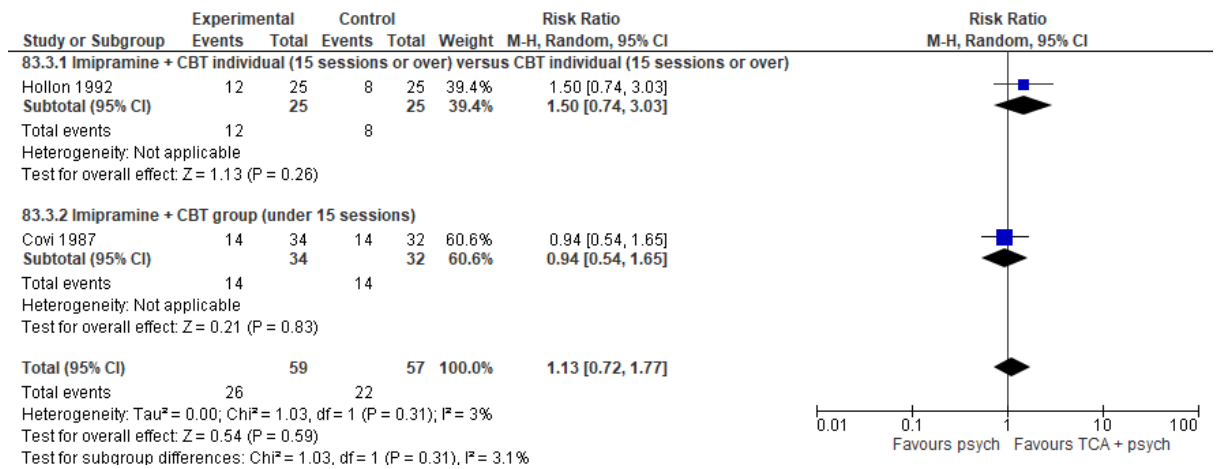 Experimental Control Risk Ratio Risk Ratio
Study or Subgroup Events Total Events Total Weight M-H, Random, 95% CI M-H, Random, 95% CI
83.3.1 Imipramine + CBT individual (15 sessions or over) versus CBT individual (15 sessions or over)
Hollon 1992 12 25 8 25 39.4% 1.50 [0.74, 3.03]
Subtotal (95% CI) 25 25 39.4% 1.50 [0.74, 3.03]
Total events 12 8
Heterogeneity: Not applicable
Test for overall effect: Z = 1.13 (P = 0.26)
83.3.2 Imipramine + CBT group (under 15 sessions)
Covi 1987 14 34 14 32 60.6% 0.94 [0.54, 1.65]
Subtotal (95% CI) 34 32 60.6% 0.94 [0.54, 1.65]
Total events 14 14
Heterogeneity: Not applicable
Test for overall effect: Z = 0.21 (P = 0.83)
Total (95% CI) 59 57 100.0% 1.13 [0.72, 1.77]
Total events 26 22
Heterogeneity: Tau² = 0.00; Chi² = 1.03, df = 1 (P = 0.31); I² = 3%
Test for overall effect: Z = 0.54 (P = 0.59)
Test for subgroup differences: Chi² = 1.03, df = 1 (P = 0.31), I² = 3.1%
0.01 0.1 1 10 100
Favours psych Favours TCA + psych